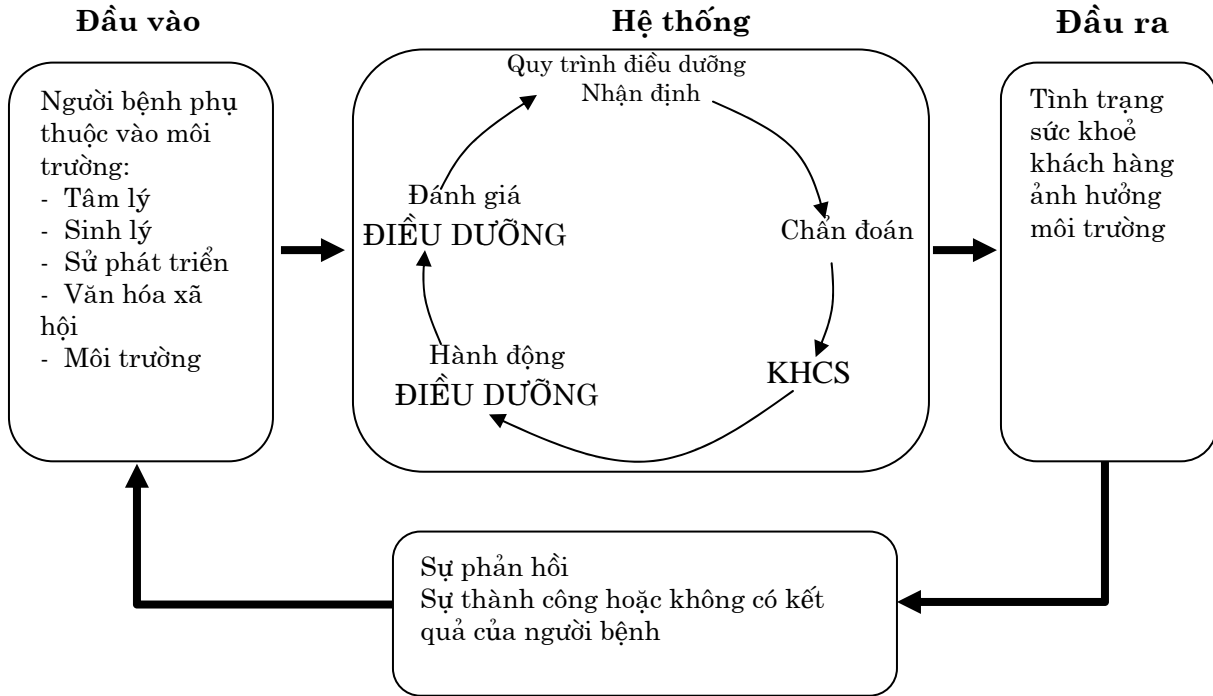 Đầu vào
Hệ thống
Đầu ra
Người bệnh phụ
thuộc vào môi
trường:
- Tâm lý
- Sinh lý
- Sử phát triển
- Văn hóa xã
hội
- Môi trường
Quy trình điều dưỡng
Nhận định
Chẩn đoán
KHCS
Hành động
ĐIỀU DƯỠNG
Đánh giá
ĐIỀU DƯỠNG
Tình trạng
sức khoẻ
khách hàng
ảnh hưởng
môi trường
Sự phản hồi
Sự thành công hoặc không có kết
quả của người bệnh